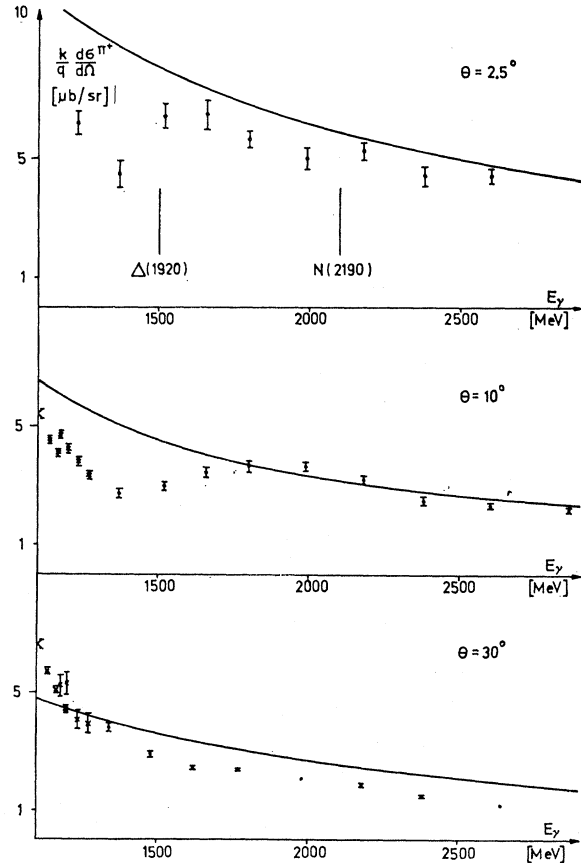 10
k/q dσ/dΩ π+
[μb/sr]
θ = 2.5°
5
1
Δ(1920)
N(2190)
1500
2000
2500
Eγ
[MeV]
θ = 10°
5
1
1500
2000
2500
Eγ
[MeV]
θ = 30°
5
1
1500
2000
2500
Eγ
[MeV]